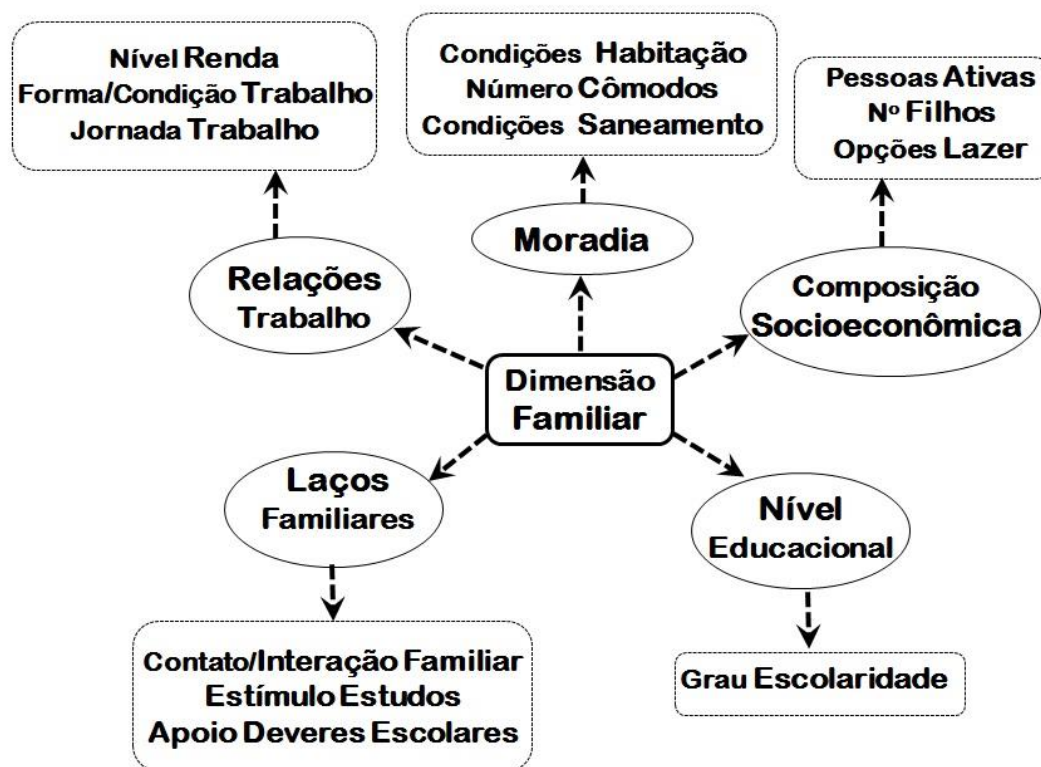 Nível Renda
Forma/Condição Trabalho
Jornada Trabalho
Condições Habitação
Número Cômodos
Condições Saneamento
Pessoas Ativas
Nº Filhos
Opções Lazer
Relações
Trabalho
Moradia
Composição
Socioeconômica
Dimensão
Familiar
Laços
Familiares
Nível
Educacional
Contato/Interação Familiar
Estímulo Estudos
Apoio Deveres Escolares
Grau Escolaridade